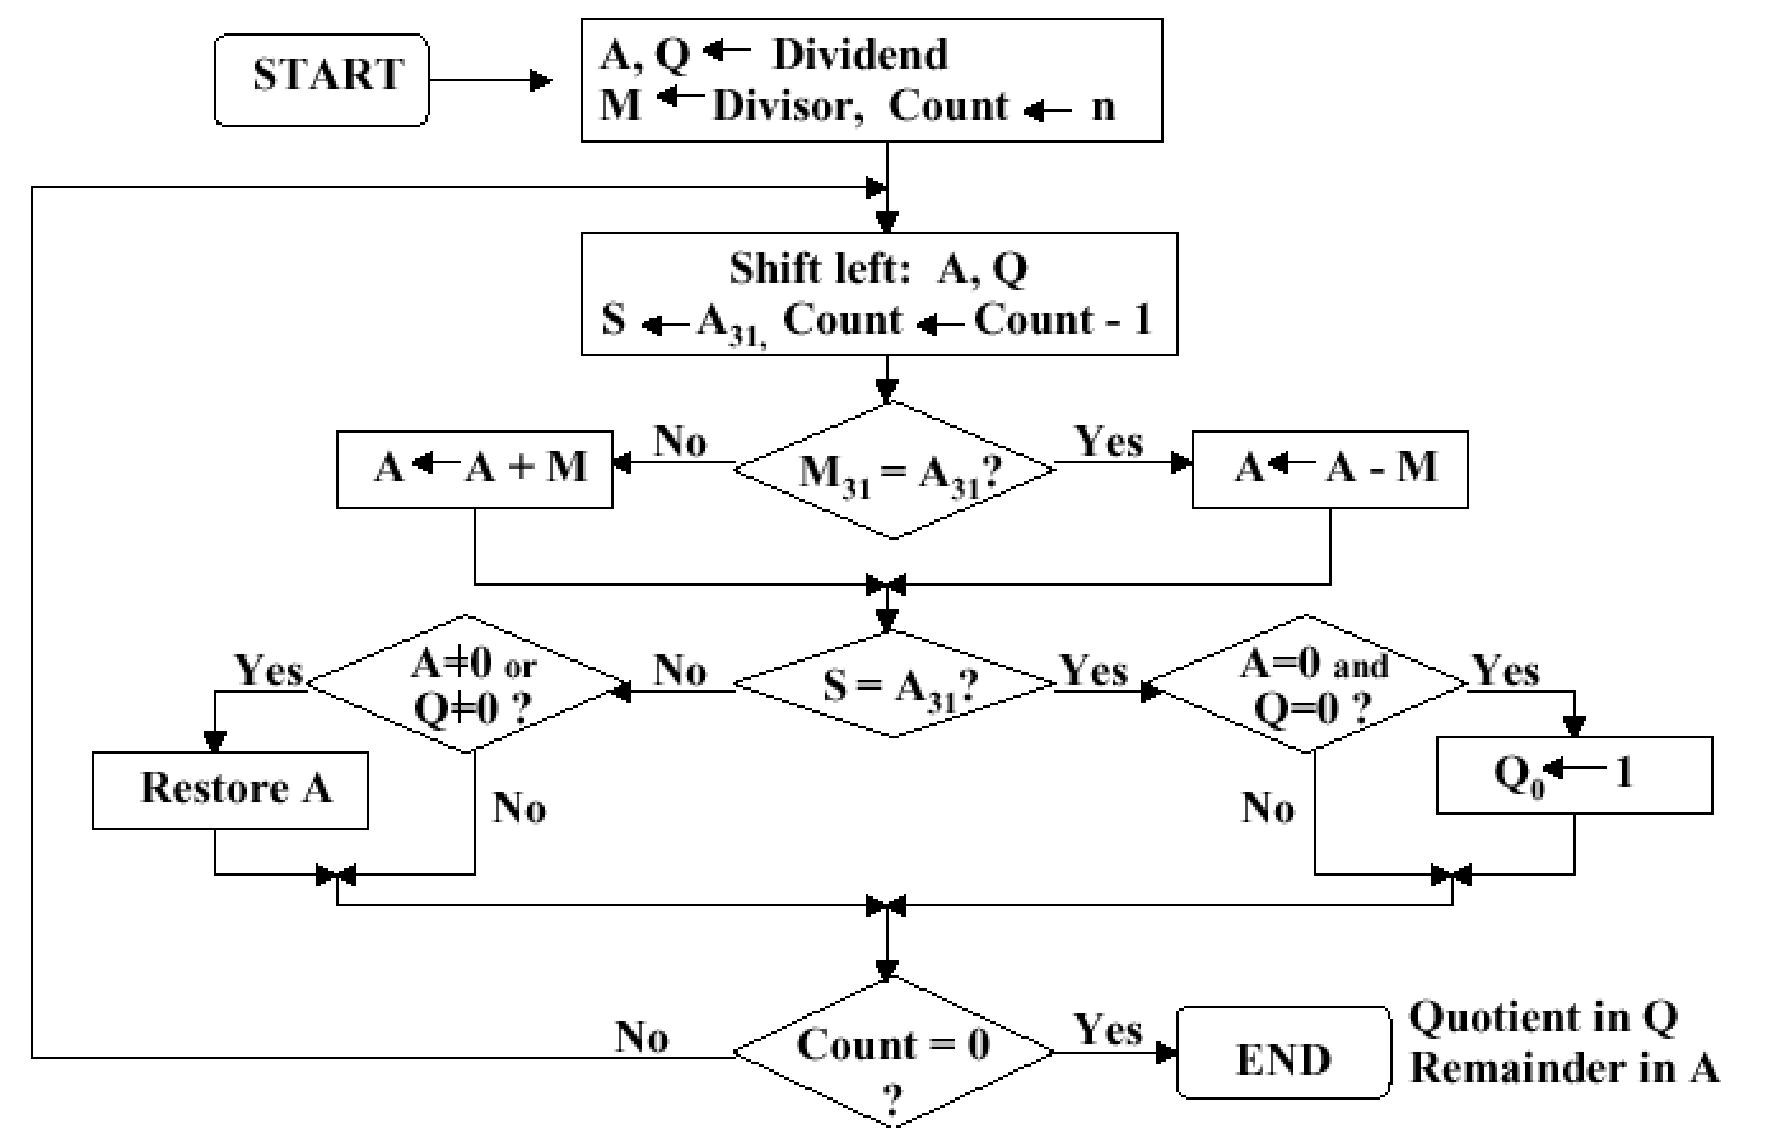 START
A, Q ← Dividend
M ← Divisor, Count ← n
Shift left: A, Q
S ← A31, Count ← Count - 1
No
M31 = A31?
Yes
A ← A + M
A ← A - M
Yes
A≠0 or
Q≠0 ?
No
S = A31?
Yes
A=0 and
Q=0 ?
Yes
Restore A
No
No
Q0 ← 1
No
Count = 0
?
Yes
END
Quotient in Q
Remainder in A